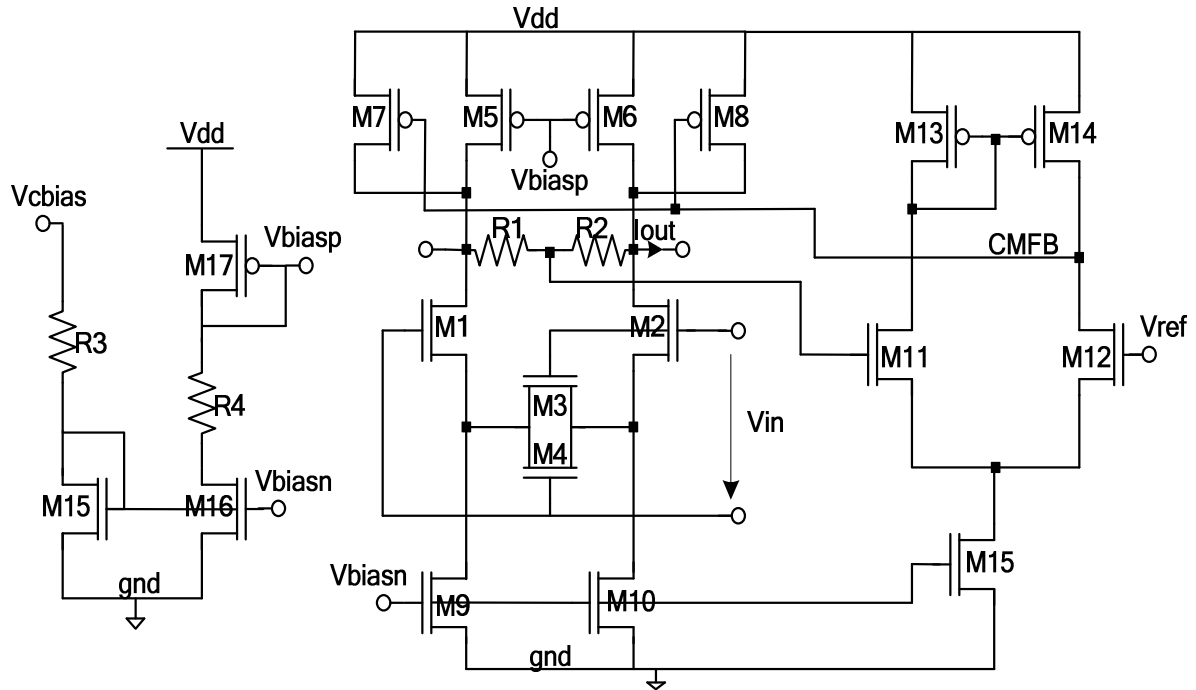 Vdd
M7
M5
M6
M8
M13
M14
Vdd
Vbiasp
Vcbias
Vbiasp
M17
R1
R2
Iout
CMFB
R3
M1
M2
M11
M12
Vref
R4
M3
Vin
M4
Vbiasn
M15
M16
Vbiasn
M15
gnd
M9
M10
gnd